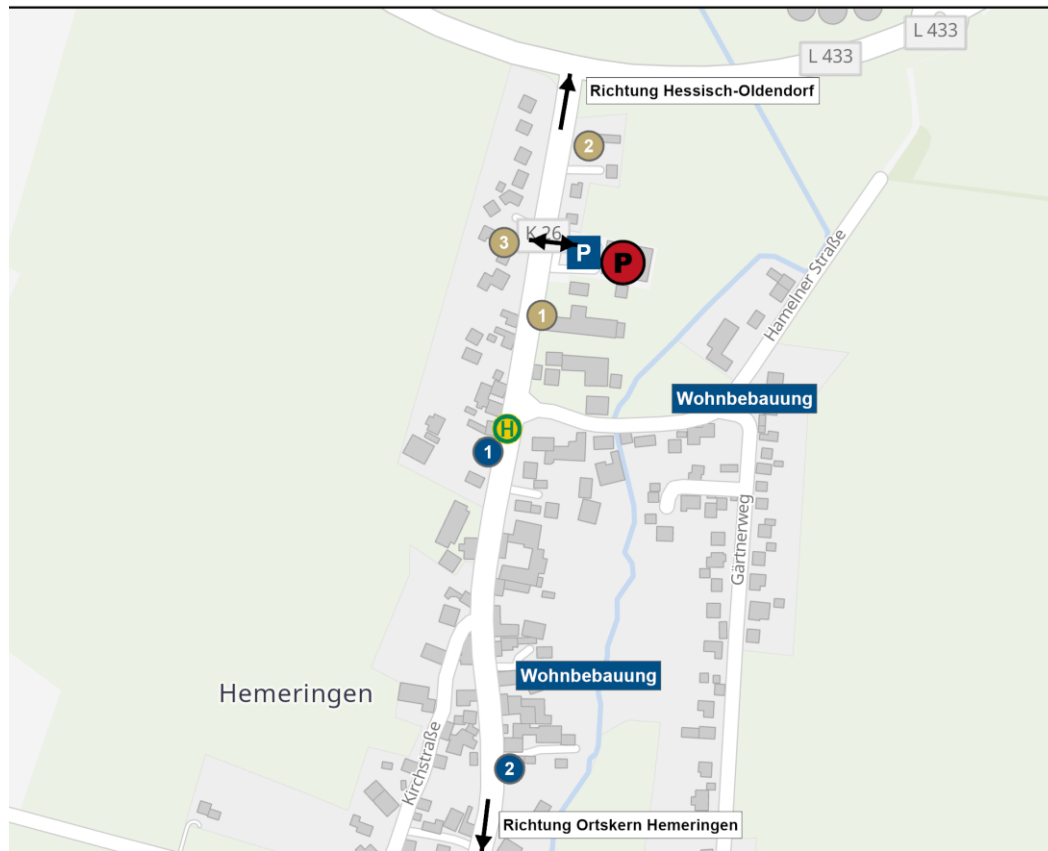 L 433
L 433
Richtung Hessisch-Oldendorf
2
K 26
3
P
P
Hamelner Straße
1
Wohnbebauung
H
1
Gärtnerweg
Wohnbebauung
Hemeringen
Kirchstraße
2
Richtung Ortskern Hemeringen